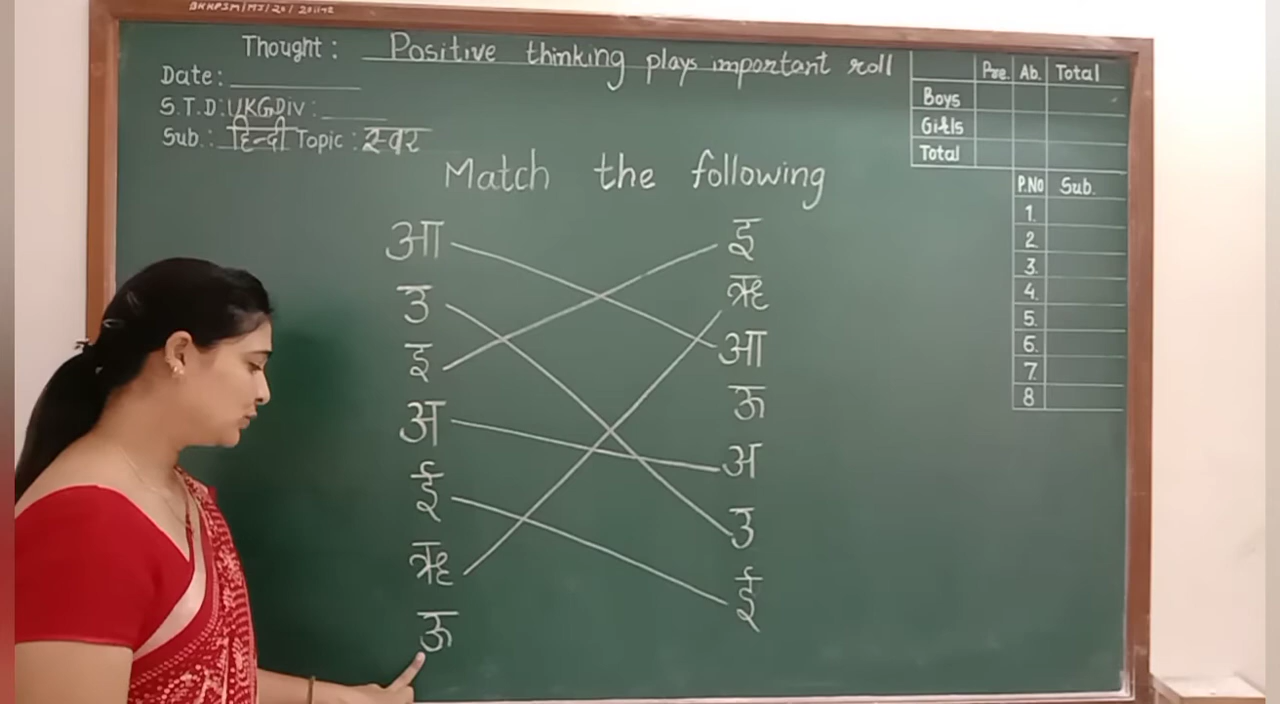 Thought : Positive thinking plays important roll
Date:
S.T.D: UKG Div:
Sub.: हिन्दी Topic : स्वर
Pre. Ab. Total
Boys
Girls
Total
P.No Sub.
1.
2.
3.
4.
5.
6.
7.
8
Match the following
आ इ
उ ऋ
इ आ
अ ऊ
ई अ
ऋ उ
ऊ ई